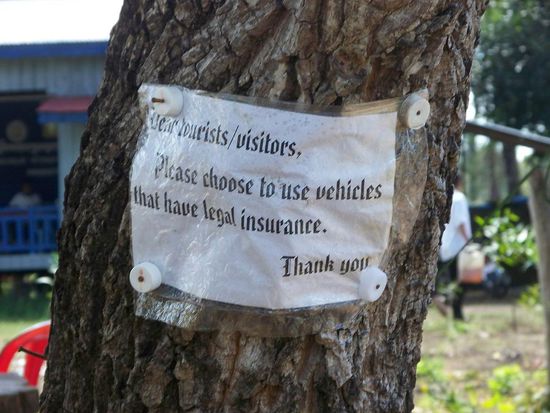 Dear tourists/visitors,
Please choose to use vehicles
that have legal insurance.
Thank you